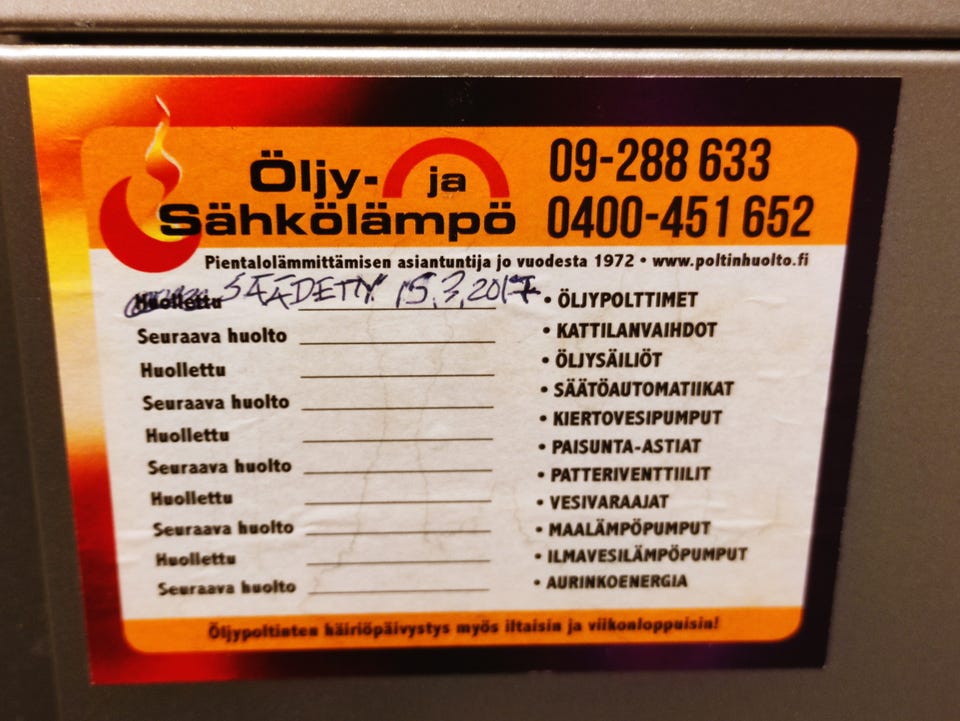 Öljy- ja
Sähkölämpö
09-288 633
0400-451 652
Pientalolämmittämisen asiantuntija jo vuodesta 1972 • www.poltinhuolto.fi
Huollettu SÄÄDETTY 15.3.2017
Seuraava huolto
Huollettu
Seuraava huolto
Huollettu
Seuraava huolto
Huollettu
Seuraava huolto
Huollettu
Seuraava huolto
• ÖLJYPOLTTIMET
• KATTILANVAIHDOT
• ÖLJYSÄILIÖT
• SÄÄTÖAUTOMATIIKAT
• KIERTOVESIPUMPUT
• PAISUNTA-ASTIAT
• PATTERIVENTTIILIT
• VESIVARAAJAT
• MAALÄMPÖPUMPUT
• ILMAVESILÄMPÖPUMPUT
• AURINKOENERGIA
Öljypoltinten häiriöpäivystys myös iltaisin ja viikonloppuisin!